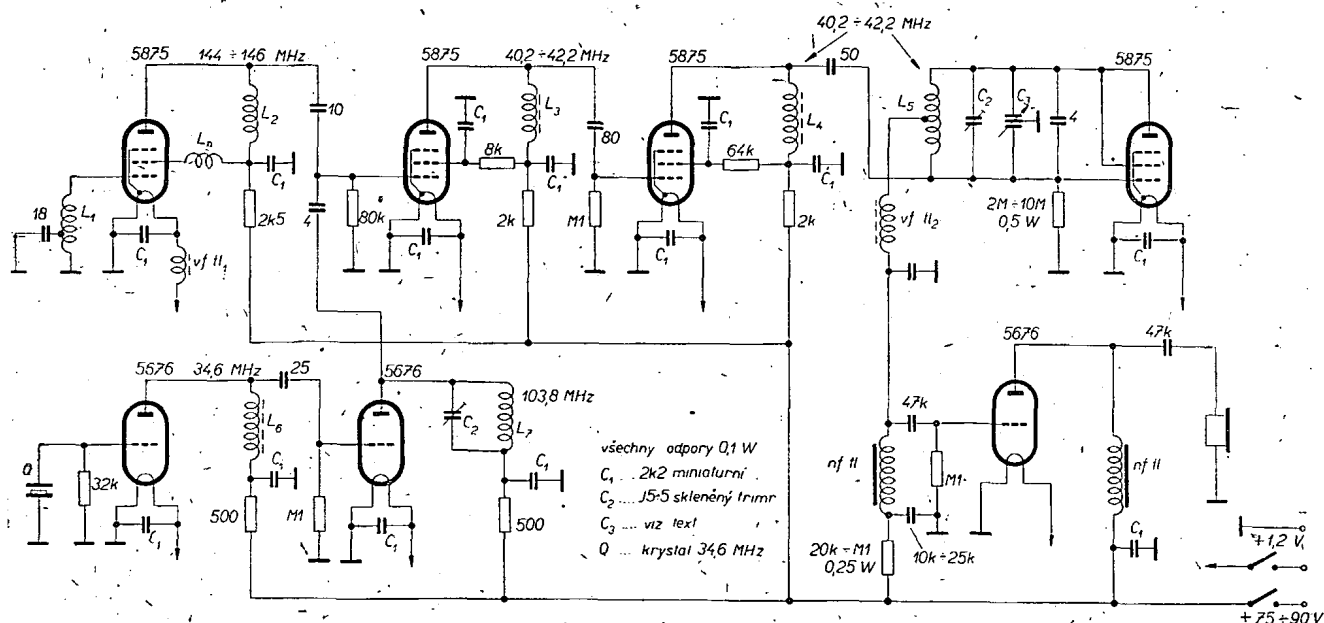 40,2 ÷ 42,2 MHz
5875
144 ÷ 146 MHz
5875
40,2 ÷ 42,2 MHz
5875
50
5875
10
L2
C1
L3
80
C1
L4
L5
C2
C3
4
Ln
8k
64k
C1
C1
C1
18
L1
2k5
4
80k
2k
M1
2k
vf tl2
2M ÷ 10M
0,5 W
C1
vf tl1
C1
C1
C1
5676
34,6 MHz
25
5676
5676
47k
103,8 MHz
C2
L7
47k
L6
Q
32k
C1
500
M1
C1
C1
C1
500
všechny odpory 0,1 W
C1 .. 2k2 miniaturní
C2 .... J5-5 skleněný trimr
C3 .... viz text
Q ... krystal 34,6 MHz
nf tl
M1
nf tl
10k ÷ 25k
20k ÷ M1
0,25 W
C1
+1,2 V
+75 ÷ 90 V